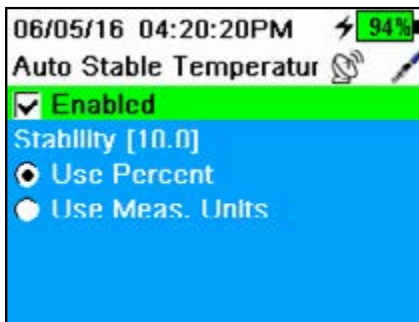 06/05/16 04:20:20PM 94%
Auto Stable Temperatur
Enabled
Stability [10.0]
Use Percent
Use Meas. Units